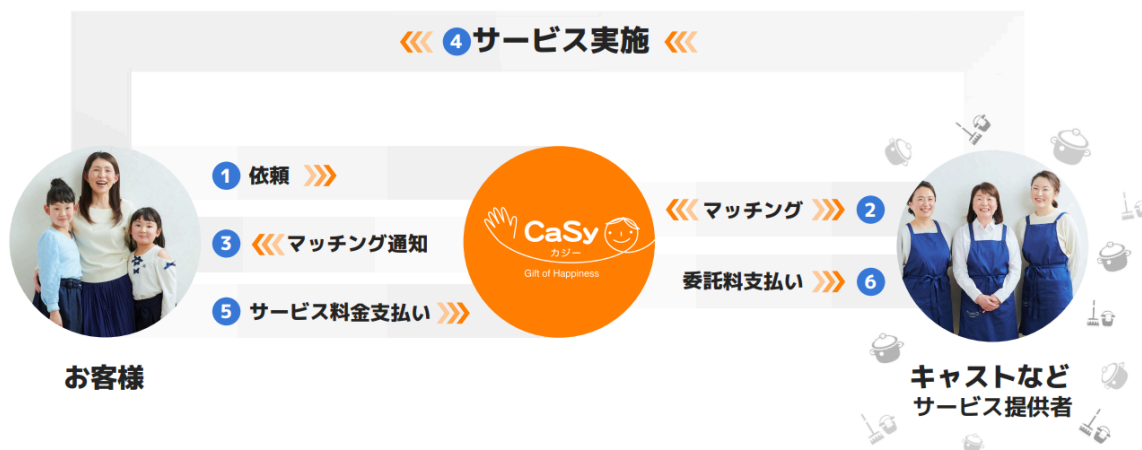 4 サービス実施
1 依頼
マッチング 2
3 マッチング通知
CaSy
カジー
Gift of Happiness
委託料支払い 6
5 サービス料金支払い
お客様
キャストなど
サービス提供者